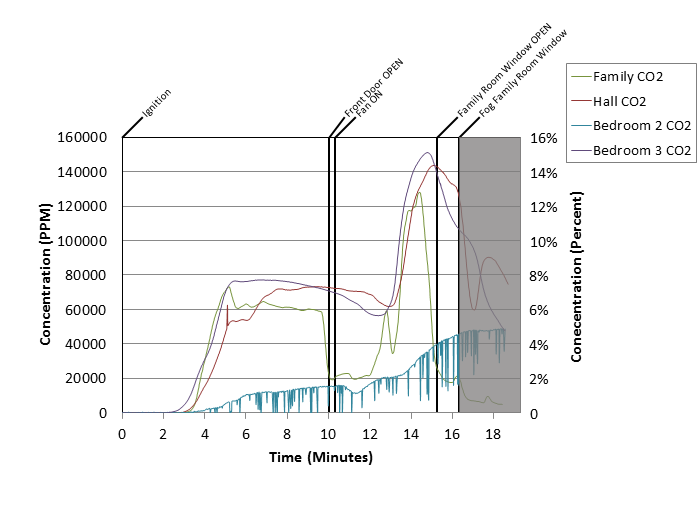 Ignition
Front Door OPEN
Fan ON
Family Room Window OPEN
Fog Family Room Window
Family CO2
Hall CO2
Bedroom 2 CO2
Bedroom 3 CO2
160000
140000
120000
100000
80000
60000
40000
20000
0
Concentration (PPM)
16%
14%
12%
10%
8%
6%
4%
2%
0
Conecentration (Percent)
0 2 4 6 8 10 12 14 16 18
Time (Minutes)